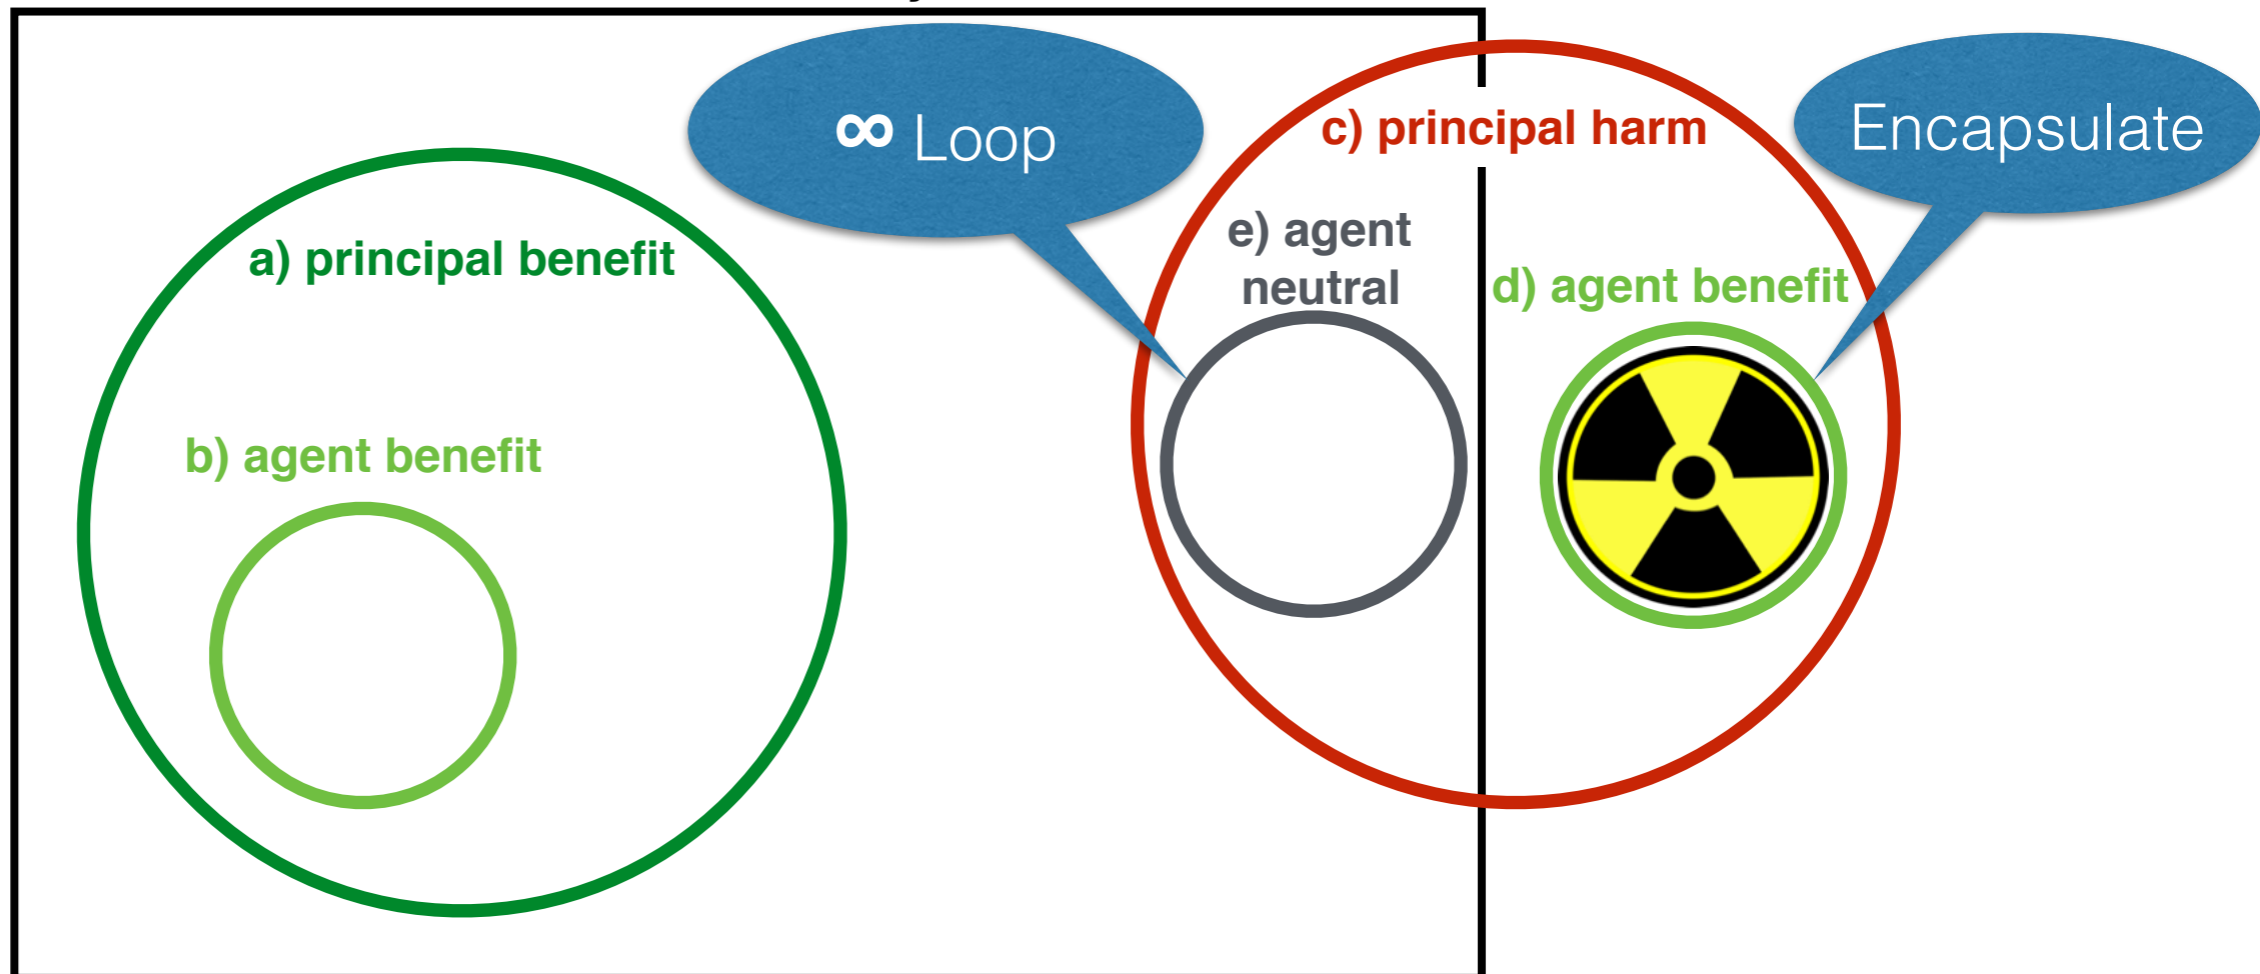 ∞ Loop
c) principal harm
Encapsulate
a) principal benefit
e) agent
neutral
d) agent benefit
b) agent benefit